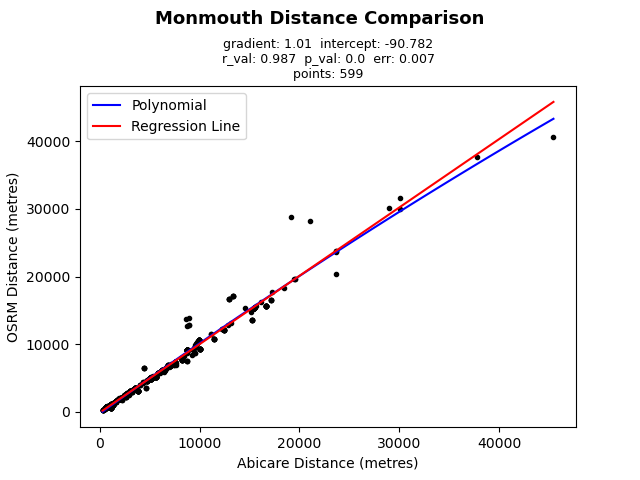 Monmouth Distance Comparison
gradient: 1.01  intercept: -90.782
r_val: 0.987  p_val: 0.0  err: 0.007
points: 599
Polynomial
Regression Line
OSRM Distance (metres)
40000
30000
20000
10000
0
0 10000 20000 30000 40000
Abicare Distance (metres)